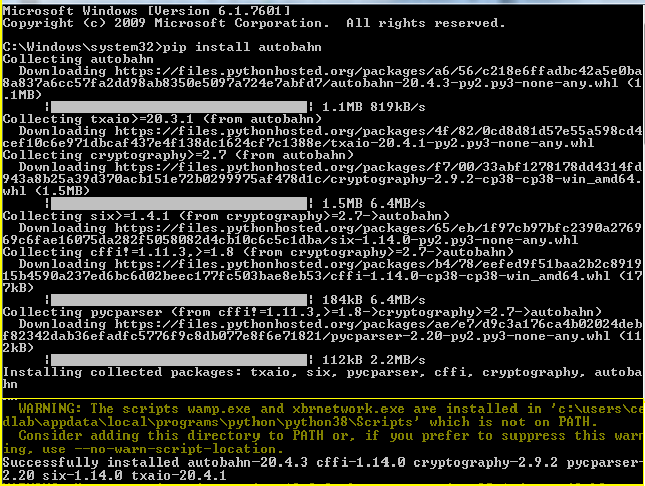 Microsoft Windows [Version 6.1.7601]
Copyright (c) 2009 Microsoft Corporation.  All rights reserved.
C:\Windows\system32>pip install autobahn
Collecting autobahn
  Downloading https://files.pythonhosted.org/packages/a6/56/c218e6ffadbc42a5e0ba
8a837a6cc57fa2dd98ab8350e5097a724e7abfd7/autobahn-20.4.3-py2.py3-none-any.whl (1
.1MB)
     |████████████████████████████████| 1.1MB 819kB/s
Collecting txaio>=20.3.1 (from autobahn)
  Downloading https://files.pythonhosted.org/packages/4f/82/0cd8d81d57e55a598cd4
cef10c6e971dbcaf437e4f138dc1624cf7c1388e/txaio-20.4.1-py2.py3-none-any.whl
Collecting cryptography>=2.7 (from autobahn)
  Downloading https://files.pythonhosted.org/packages/f7/00/33abf1278178dd4314fd
943a8b25a39d370acb151e72b0299975af478d1c/cryptography-2.9.2-cp38-cp38-win_amd64.
whl (1.5MB)
     |████████████████████████████████| 1.5MB 6.4MB/s
Collecting six>=1.4.1 (from cryptography>=2.7->autobahn)
  Downloading https://files.pythonhosted.org/packages/65/eb/1f97cb97bfc2390a2769
69c6fae16075da282f5058082d4cb10c6c5c1dba/six-1.14.0-py2.py3-none-any.whl
Collecting cffi!=1.11.3,>=1.8 (from cryptography>=2.7->autobahn)
  Downloading https://files.pythonhosted.org/packages/b4/78/eefed9f51baa2b2c8919
15b4590a237ed6bc6d02beec177fc503bae8eb53/cffi-1.14.0-cp38-cp38-win_amd64.whl (17
7kB)
     |████████████████████████████████| 184kB 6.4MB/s
Collecting pycparser (from cffi!=1.11.3,>=1.8->cryptography>=2.7->autobahn)
  Downloading https://files.pythonhosted.org/packages/ae/e7/d9c3a176ca4b02024deb
f82342dab36efadfc5776f9c8db077e8f6e71821/pycparser-2.20-py2.py3-none-any.whl (11
2kB)
     |████████████████████████████████| 112kB 2.2MB/s
Installing collected packages: txaio, six, pycparser, cffi, cryptography, autoba
hn
  WARNING: The scripts wamp.exe and xbrnetwork.exe are installed in 'c:\users\ce
dlab\appdata\local\programs\python\python38\Scripts' which is not on PATH.
  Consider adding this directory to PATH or, if you prefer to suppress this warn
ing, use --no-warn-script-location.
Successfully installed autobahn-20.4.3 cffi-1.14.0 cryptography-2.9.2 pycparser-
2.20 six-1.14.0 txaio-20.4.1